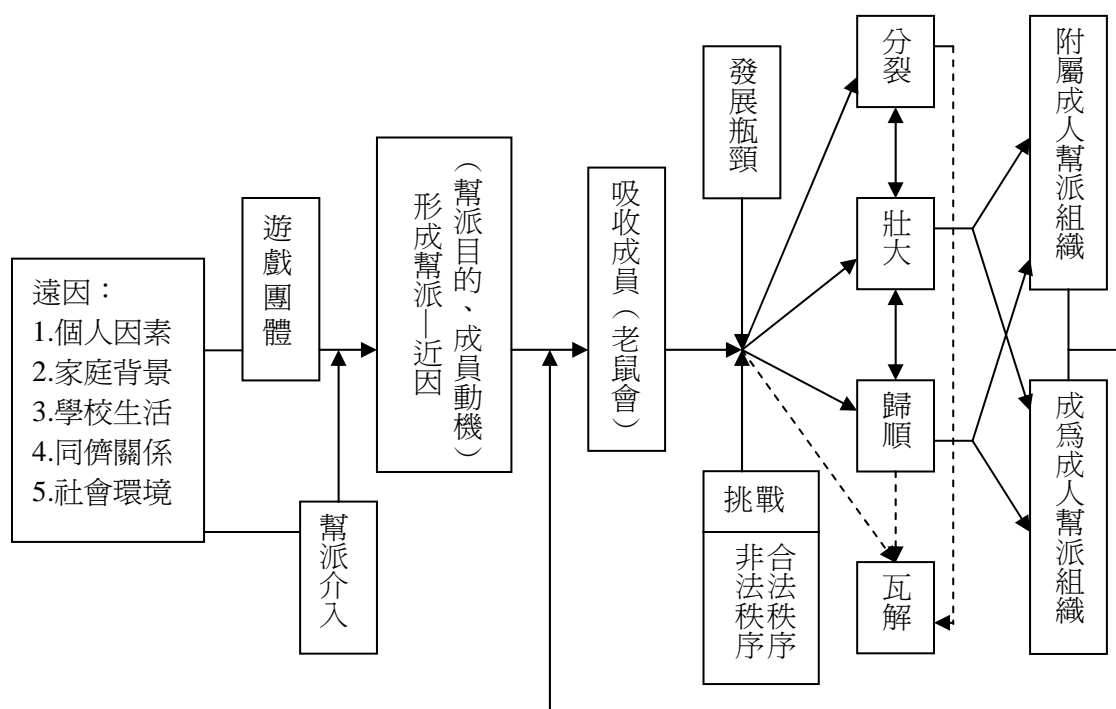 遠因：
1.個人因素
2.家庭背景
3.學校生活
4.同儕關係
5.社會環境
遊戲團體
幫派介入
（幫派目的、成員動機）
形成幫派—近因
吸收成員（老鼠會）
發展瓶頸
挑戰
合法秩序
非法秩序
分裂
壯大
歸順
瓦解
附屬成人幫派組織
成爲成人幫派組織